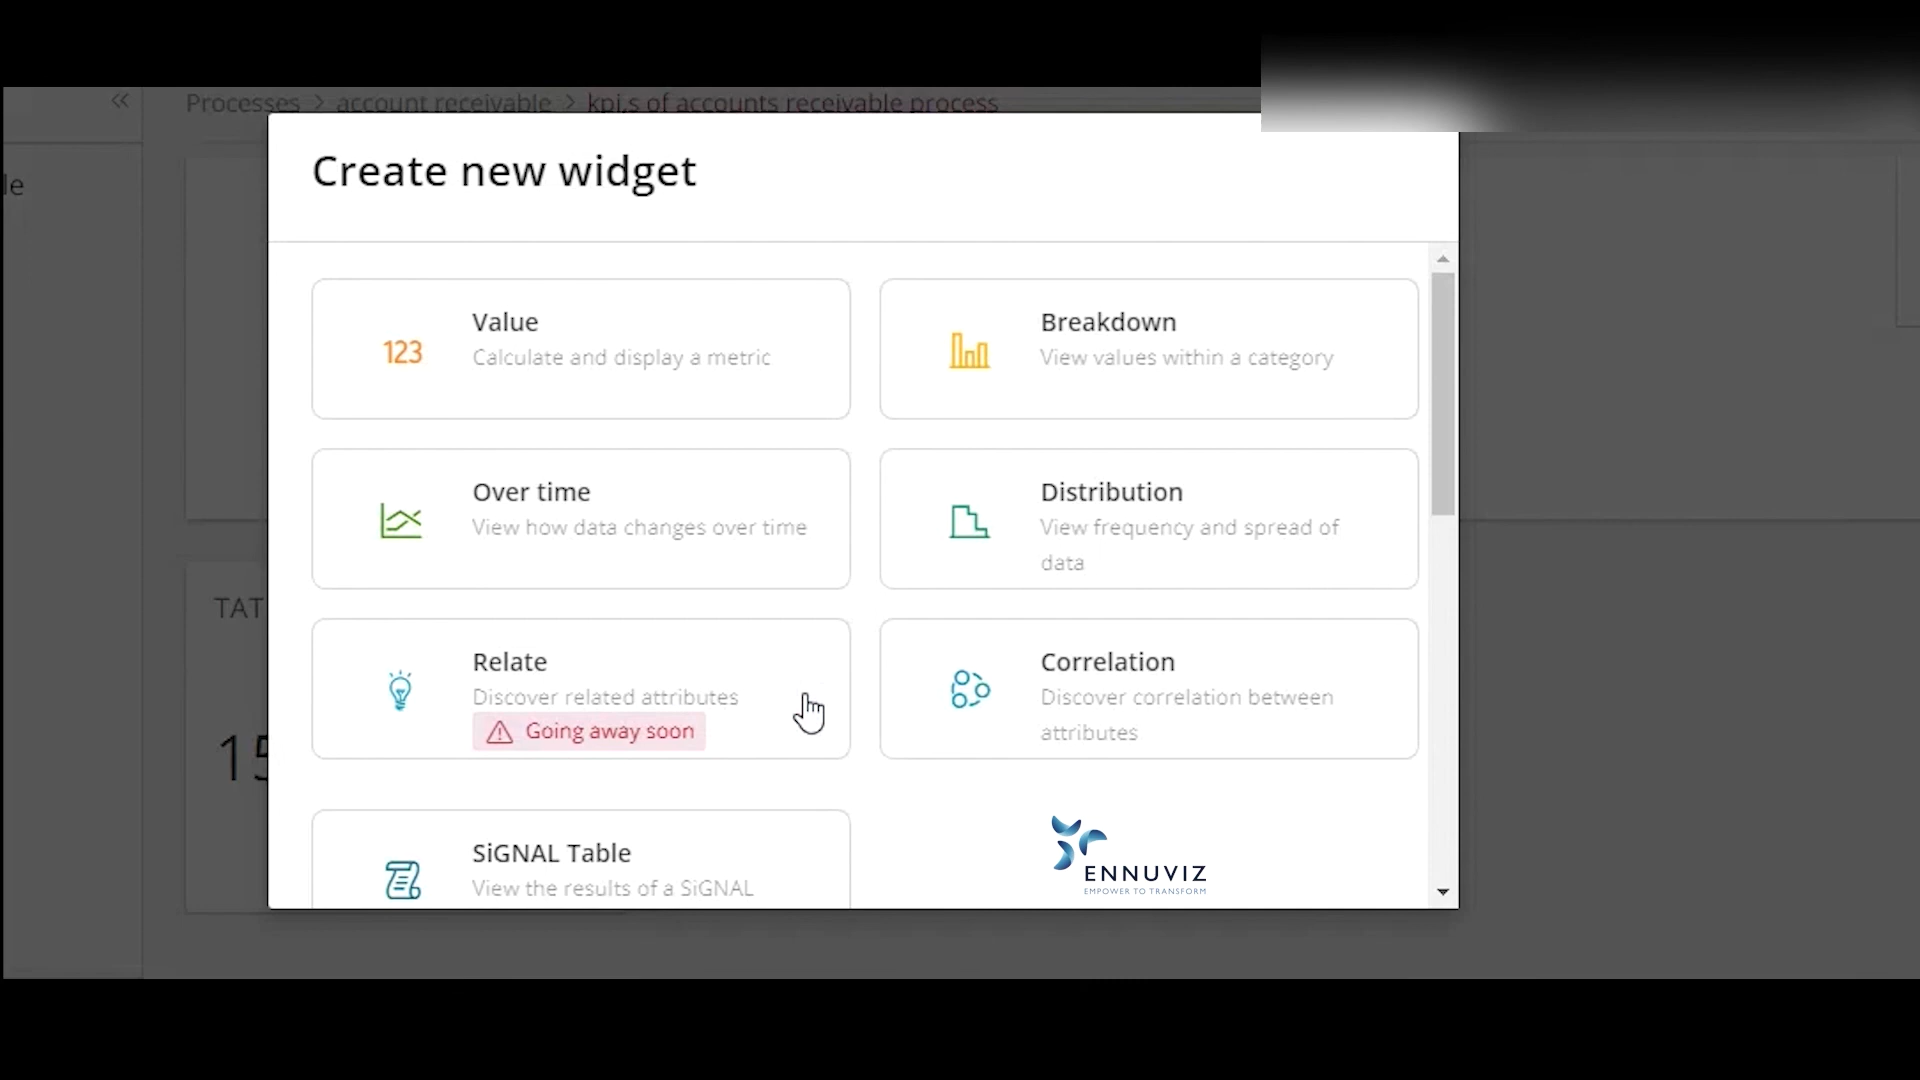 Processes > account receivable > kpi,s of accounts receivable process
le
Create new widget
123
Value
Calculate and display a metric
Breakdown
View values within a category
Over time
View how data changes over time
Distribution
View frequency and spread of
data
TAT
Relate
Discover related attributes
Going away soon
Correlation
Discover correlation between
attributes
15
SiGNAL Table
View the results of a SiGNAL
ENNUVIZ
EMPOWER TO TRANSFORM